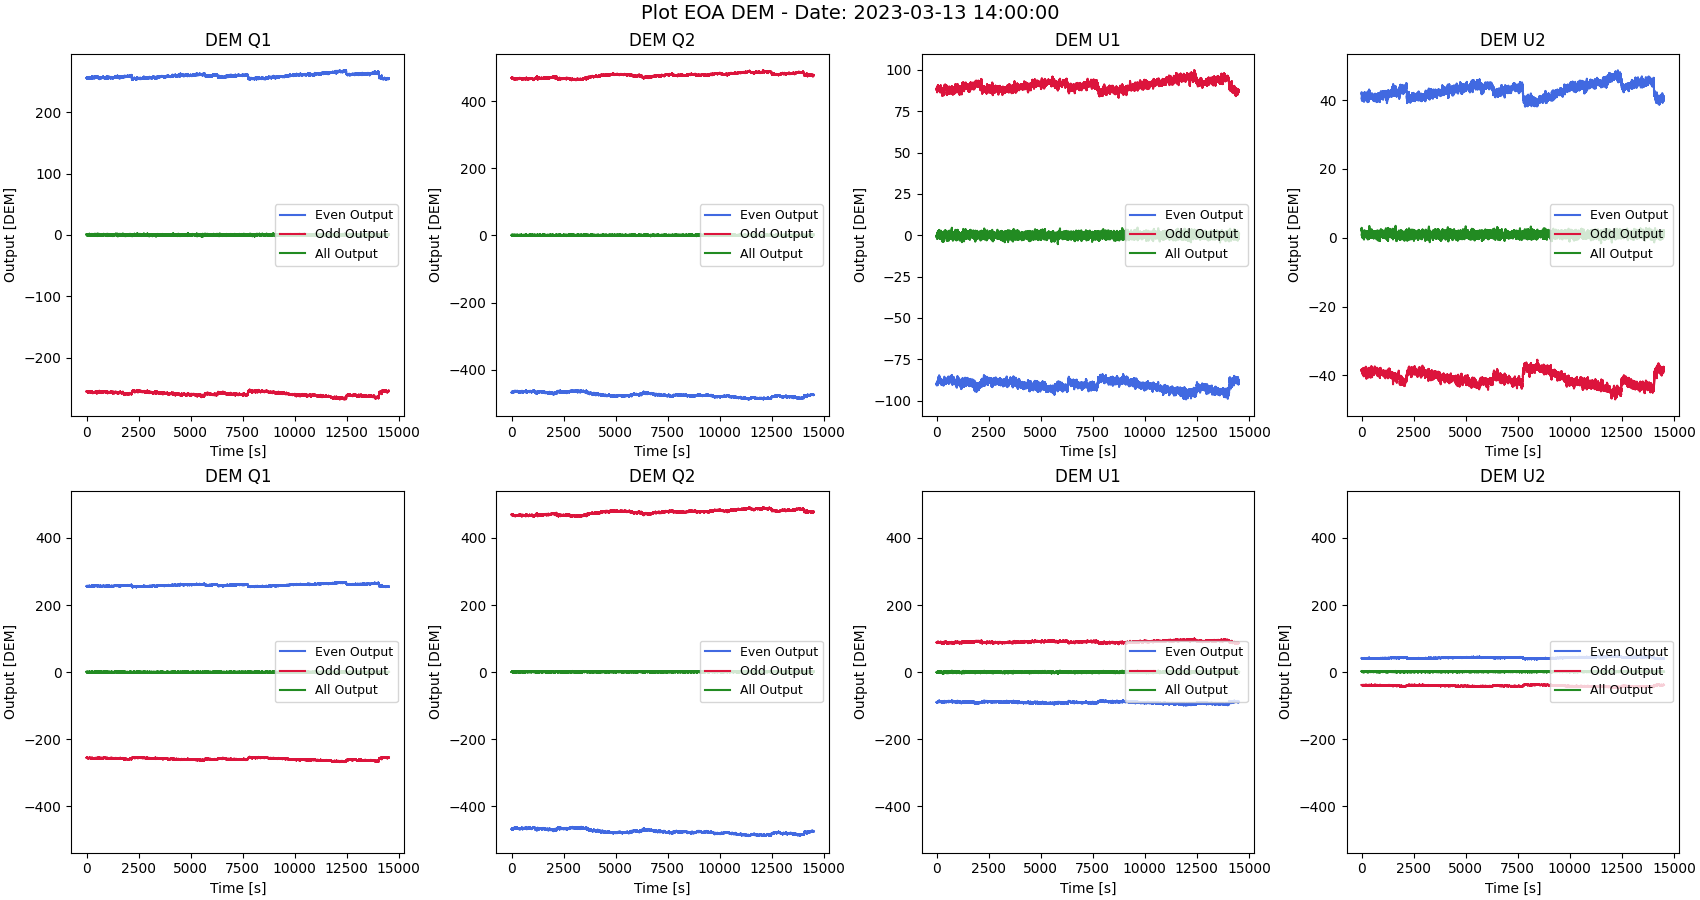 Plot EOA DEM - Date: 2023-03-13 14:00:00
DEM Q1
Output [DEM]
200
100
0
−100
−200
Even Output
Odd Output
All Output
0 2500 5000 7500 10000 12500 15000
Time [s]
DEM Q2
Output [DEM]
400
200
0
−200
−400
Even Output
Odd Output
All Output
0 2500 5000 7500 10000 12500 15000
Time [s]
DEM U1
Output [DEM]
100
75
50
25
0
−25
−50
−75
−100
Even Output
Odd Output
All Output
0 2500 5000 7500 10000 12500 15000
Time [s]
DEM U2
Output [DEM]
40
20
0
−20
−40
Even Output
Odd Output
All Output
0 2500 5000 7500 10000 12500 15000
Time [s]
DEM Q1
Output [DEM]
400
200
0
−200
−400
Even Output
Odd Output
All Output
0 2500 5000 7500 10000 12500 15000
Time [s]
DEM Q2
Output [DEM]
400
200
0
−200
−400
Even Output
Odd Output
All Output
0 2500 5000 7500 10000 12500 15000
Time [s]
DEM U1
Output [DEM]
400
200
0
−200
−400
Even Output
Odd Output
All Output
0 2500 5000 7500 10000 12500 15000
Time [s]
DEM U2
Output [DEM]
400
200
0
−200
−400
Even Output
Odd Output
All Output
0 2500 5000 7500 10000 12500 15000
Time [s]